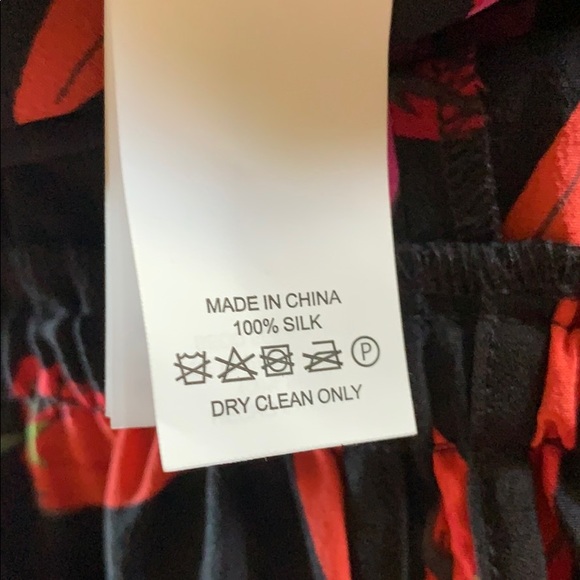 MADE IN CHINA
100% SILK
P
DRY CLEAN ONLY